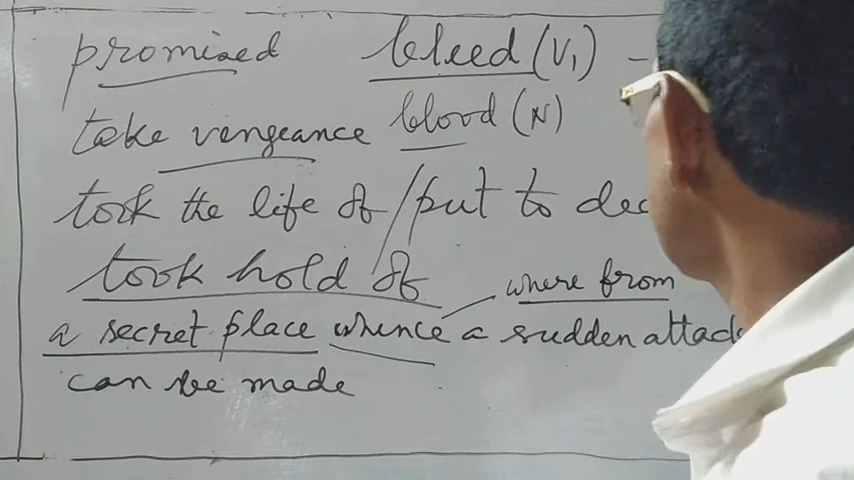 promised bleed (V₁) –
take vengeance blood (N)
took the life of / put to dea
took hold of
where from
a secret place whence a sudden attack
can be made